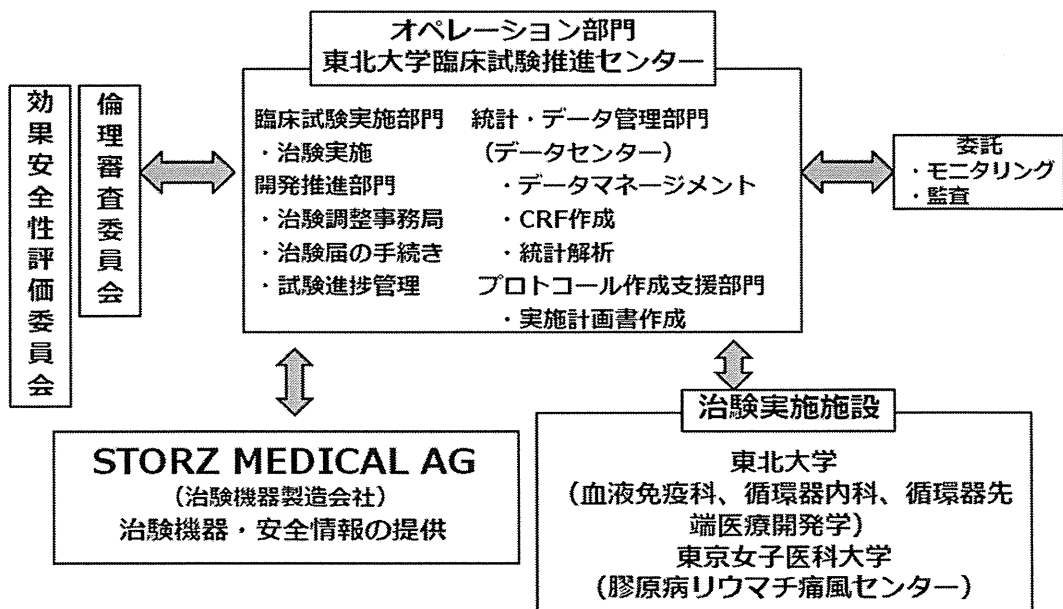 オペレーション部門
東北大学臨床試験推進センター
効果安全性評価委員会
倫理審査委員会
臨床試験実施部門
・治験実施
開発推進部門
・治験調整事務局
・治験届の手続き
・試験進捗管理
統計・データ管理部門
（データセンター）
・データマネージメント
・CRF作成
・統計解析
プロトコール作成支援部門
・実施計画書作成
委託
・モニタリング
・監査
STORZ MEDICAL AG
（治験機器製造会社）
治験機器・安全情報の提供
治験実施施設
東北大学
（血液免疫科、循環器内科、循環器先
端医療開発学）
東京女子医科大学
（膠原病リウマチ痛風センター）